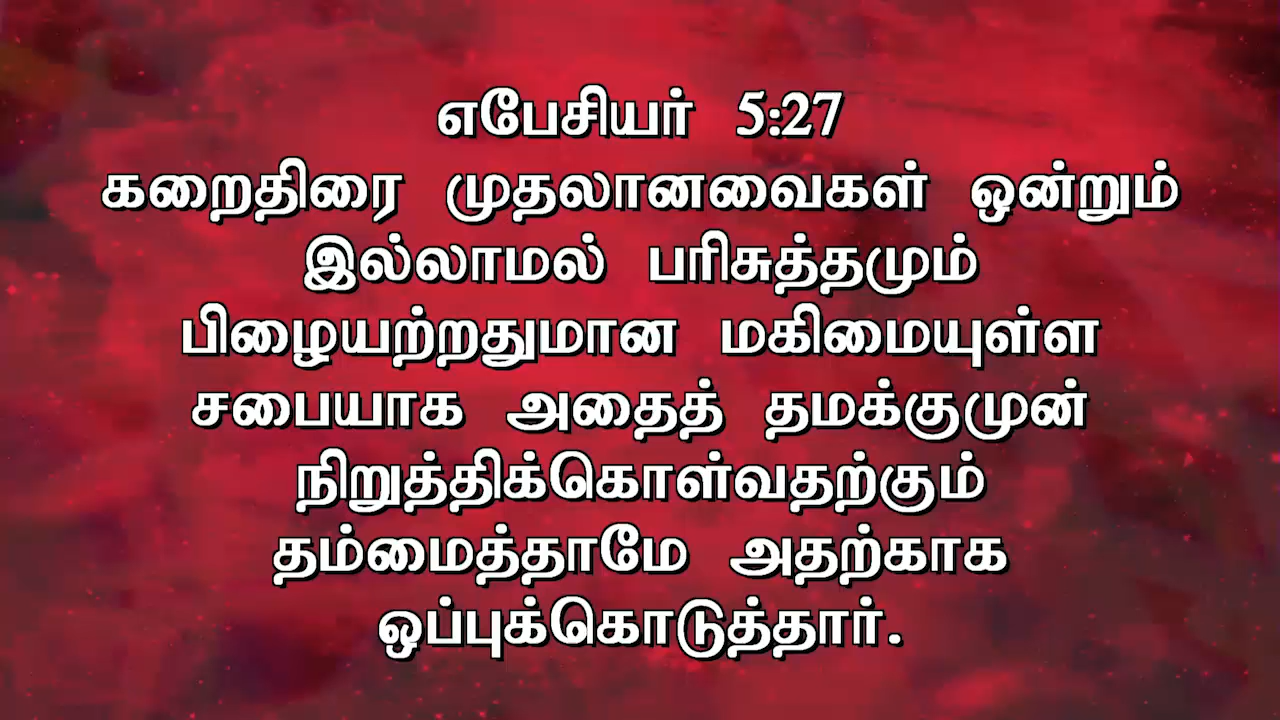 எபேசியர் 5:27
கறைதிரை முதலானவைகள் ஒன்றும்
இல்லாமல் பரிசுத்தமும்
பிழையற்றதுமான மகிமையுள்ள
சபையாக அதைத் தமக்குமுன்
நிறுத்திக்கொள்வதற்கும்
தம்மைத்தாமே அதற்காக
ஒப்புக்கொடுத்தார்.